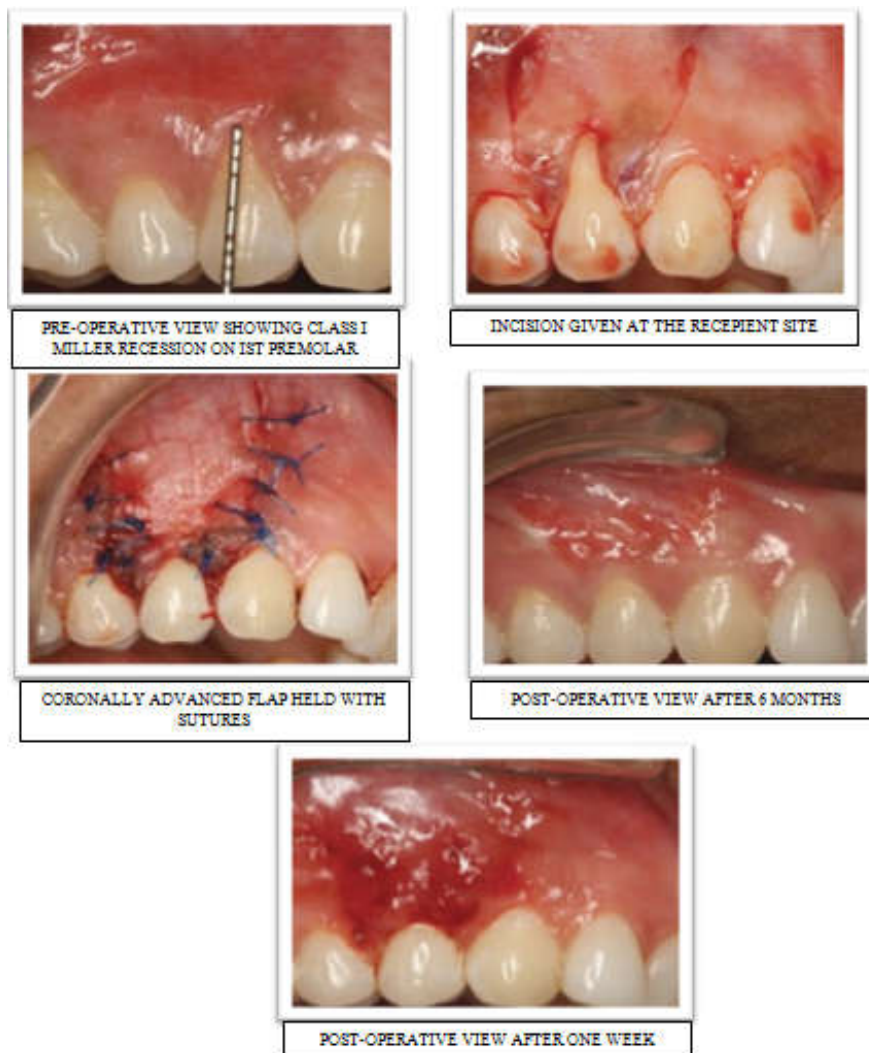 PRE-OPERATIVE VIEW SHOWING CLASS I
MILLER RECESSION ON IST PREMOLAR
INCISION GIVEN AT THE RECEPIENT SITE
CORONALLY ADVANCED FLAP HELD WITH
SUTURES
POST-OPERATIVE VIEW AFTER 6 MONTHS
POST-OPERATIVE VIEW AFTER ONE WEEK